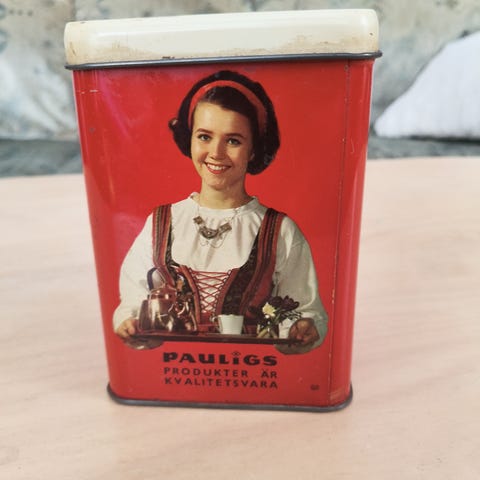 PAULiGS
PRODUKTER ÄR
KVALITETSVARA